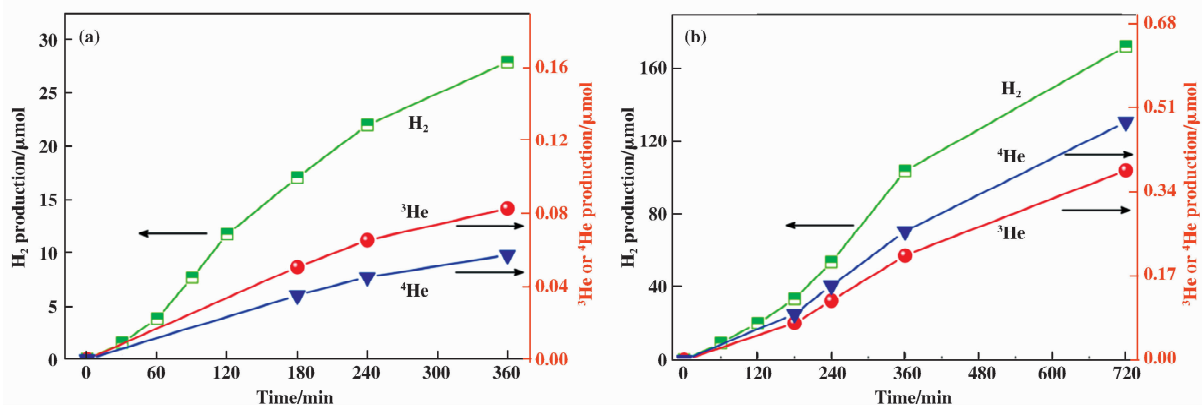 (a)
H₂ production/μmol
30
25
20
15
10
5
0
0 60 120 180 240 300 360
Time/min
0.16
0.12
0.08
0.04
0.00
³He or ⁴He production/μmol
H₂
³He
⁴He
(b)
H₂ production/μmol
160
120
80
40
0
0 120 240 360 480 600 720
Time/min
0.68
0.51
0.34
0.17
0.00
³He or ⁴He production/μmol
H₂
⁴He
³He